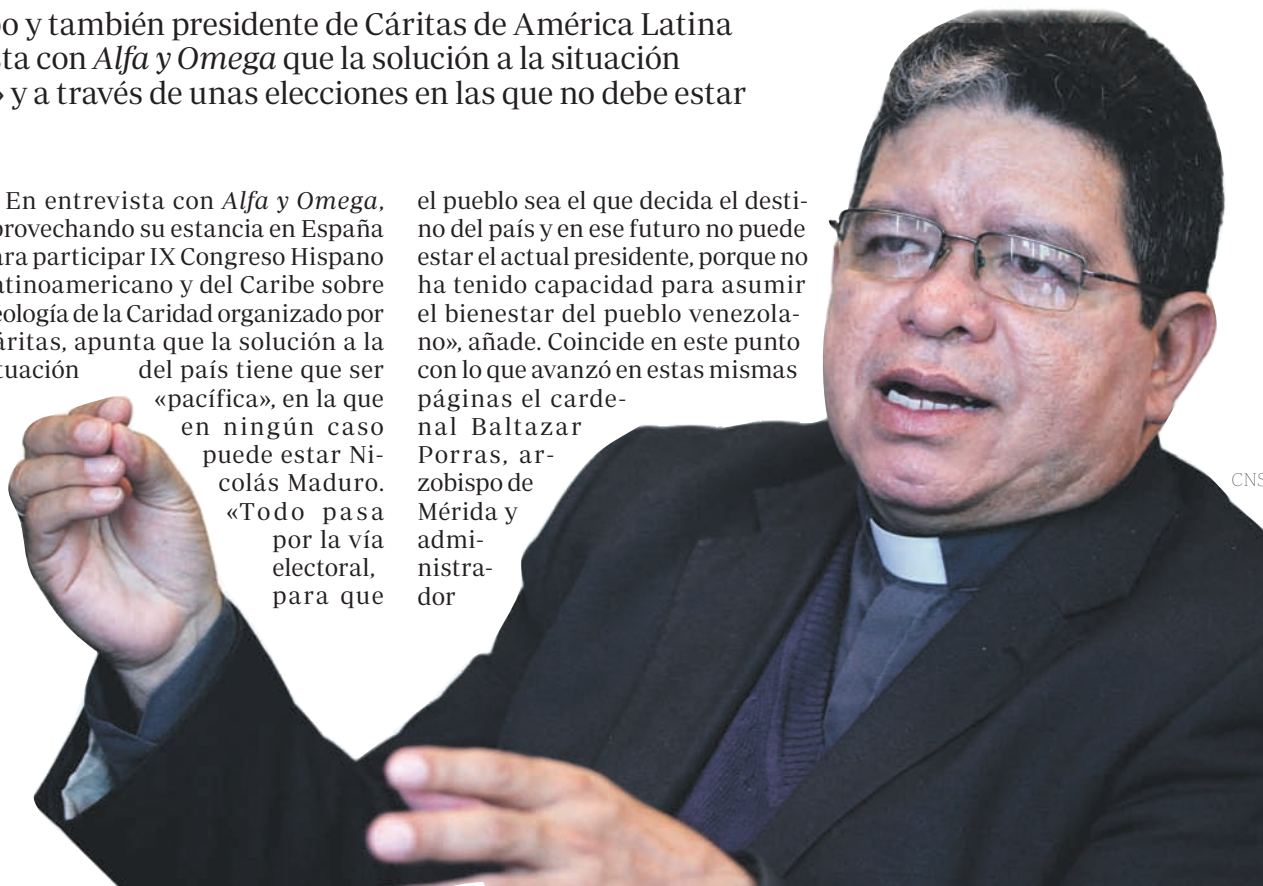 o y también presidente de Cáritas de América Latina
sta con Alfa y Omega que la solución a la situación
» y a través de unas elecciones en las que no debe estar
En entrevista con Alfa y Omega,
provechando su estancia en España
ara participar IX Congreso Hispano
atinoamericano y del Caribe sobre
eología de la Caridad organizado por
áritas, apunta que la solución a la
tuación del país tiene que ser
«pacífica», en la que
en ningún caso
puede estar Ni-
colás Maduro.
«Todo pasa
por la vía
electoral,
para que
el pueblo sea el que decida el desti-
no del país y en ese futuro no puede
estar el actual presidente, porque no
ha tenido capacidad para asumir
el bienestar del pueblo venezola-
no», añade. Coincide en este punto
con lo que avanzó en estas mismas
páginas el carde-
nal Baltazar
Porras, ar-
zobispo de
Mérida y
admi-
nistra-
dor
CNS